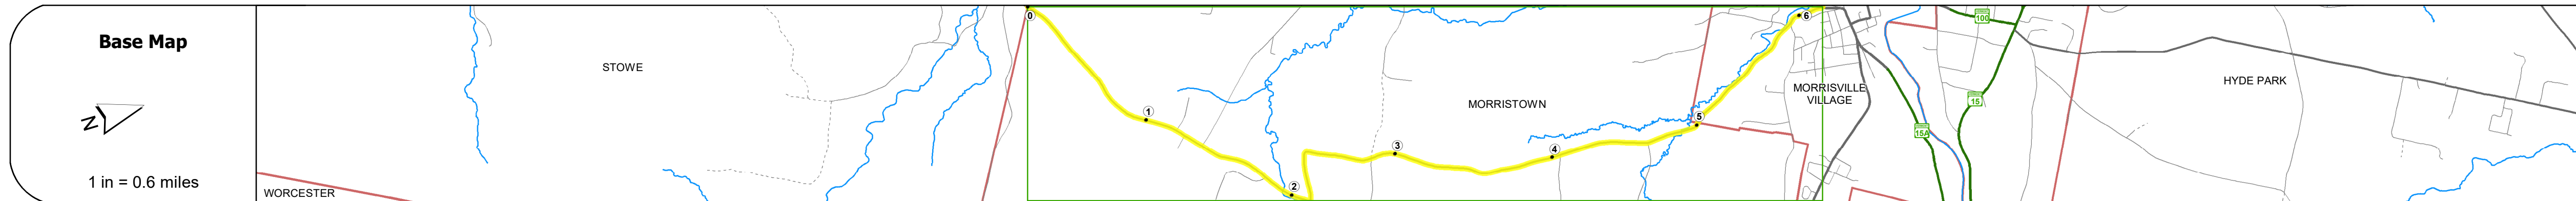 Base Map
N
1 in = 0.6 miles
WORCESTER
STOWE
0
1
2
3
4
5
6
MORRISTOWN
MORRISVILLE
VILLAGE
100
15
15A
HYDE PARK